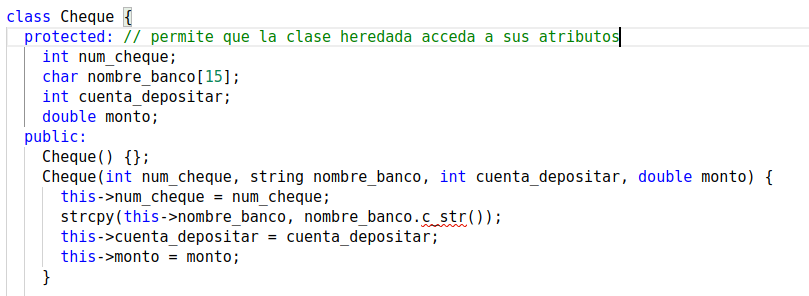 class Cheque {
protected: // permite que la clase heredada acceda a sus atributos
int num_cheque;
char nombre_banco[15];
int cuenta_depositar;
double monto;
public:
Cheque() {};
Cheque(int num_cheque, string nombre_banco, int cuenta_depositar, double monto) {
this->num_cheque = num_cheque;
strcpy(this->nombre_banco, nombre_banco.c_str());
this->cuenta_depositar = cuenta_depositar;
this->monto = monto;
}